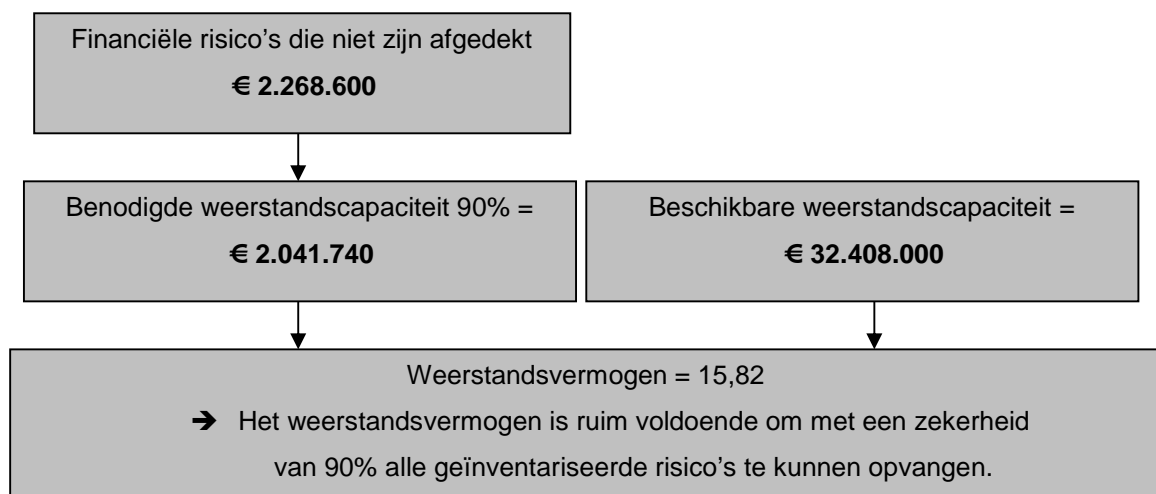 Financiële risico’s die niet zijn afgedekt
€ 2.268.600
Benodigde weerstandscapaciteit 90% =
€ 2.041.740
Beschikbare weerstandscapaciteit =
€ 32.408.000
Weerstandsvermogen = 15,82
➔ Het weerstandsvermogen is ruim voldoende om met een zekerheid
van 90% alle geïnventariseerde risico’s te kunnen opvangen.